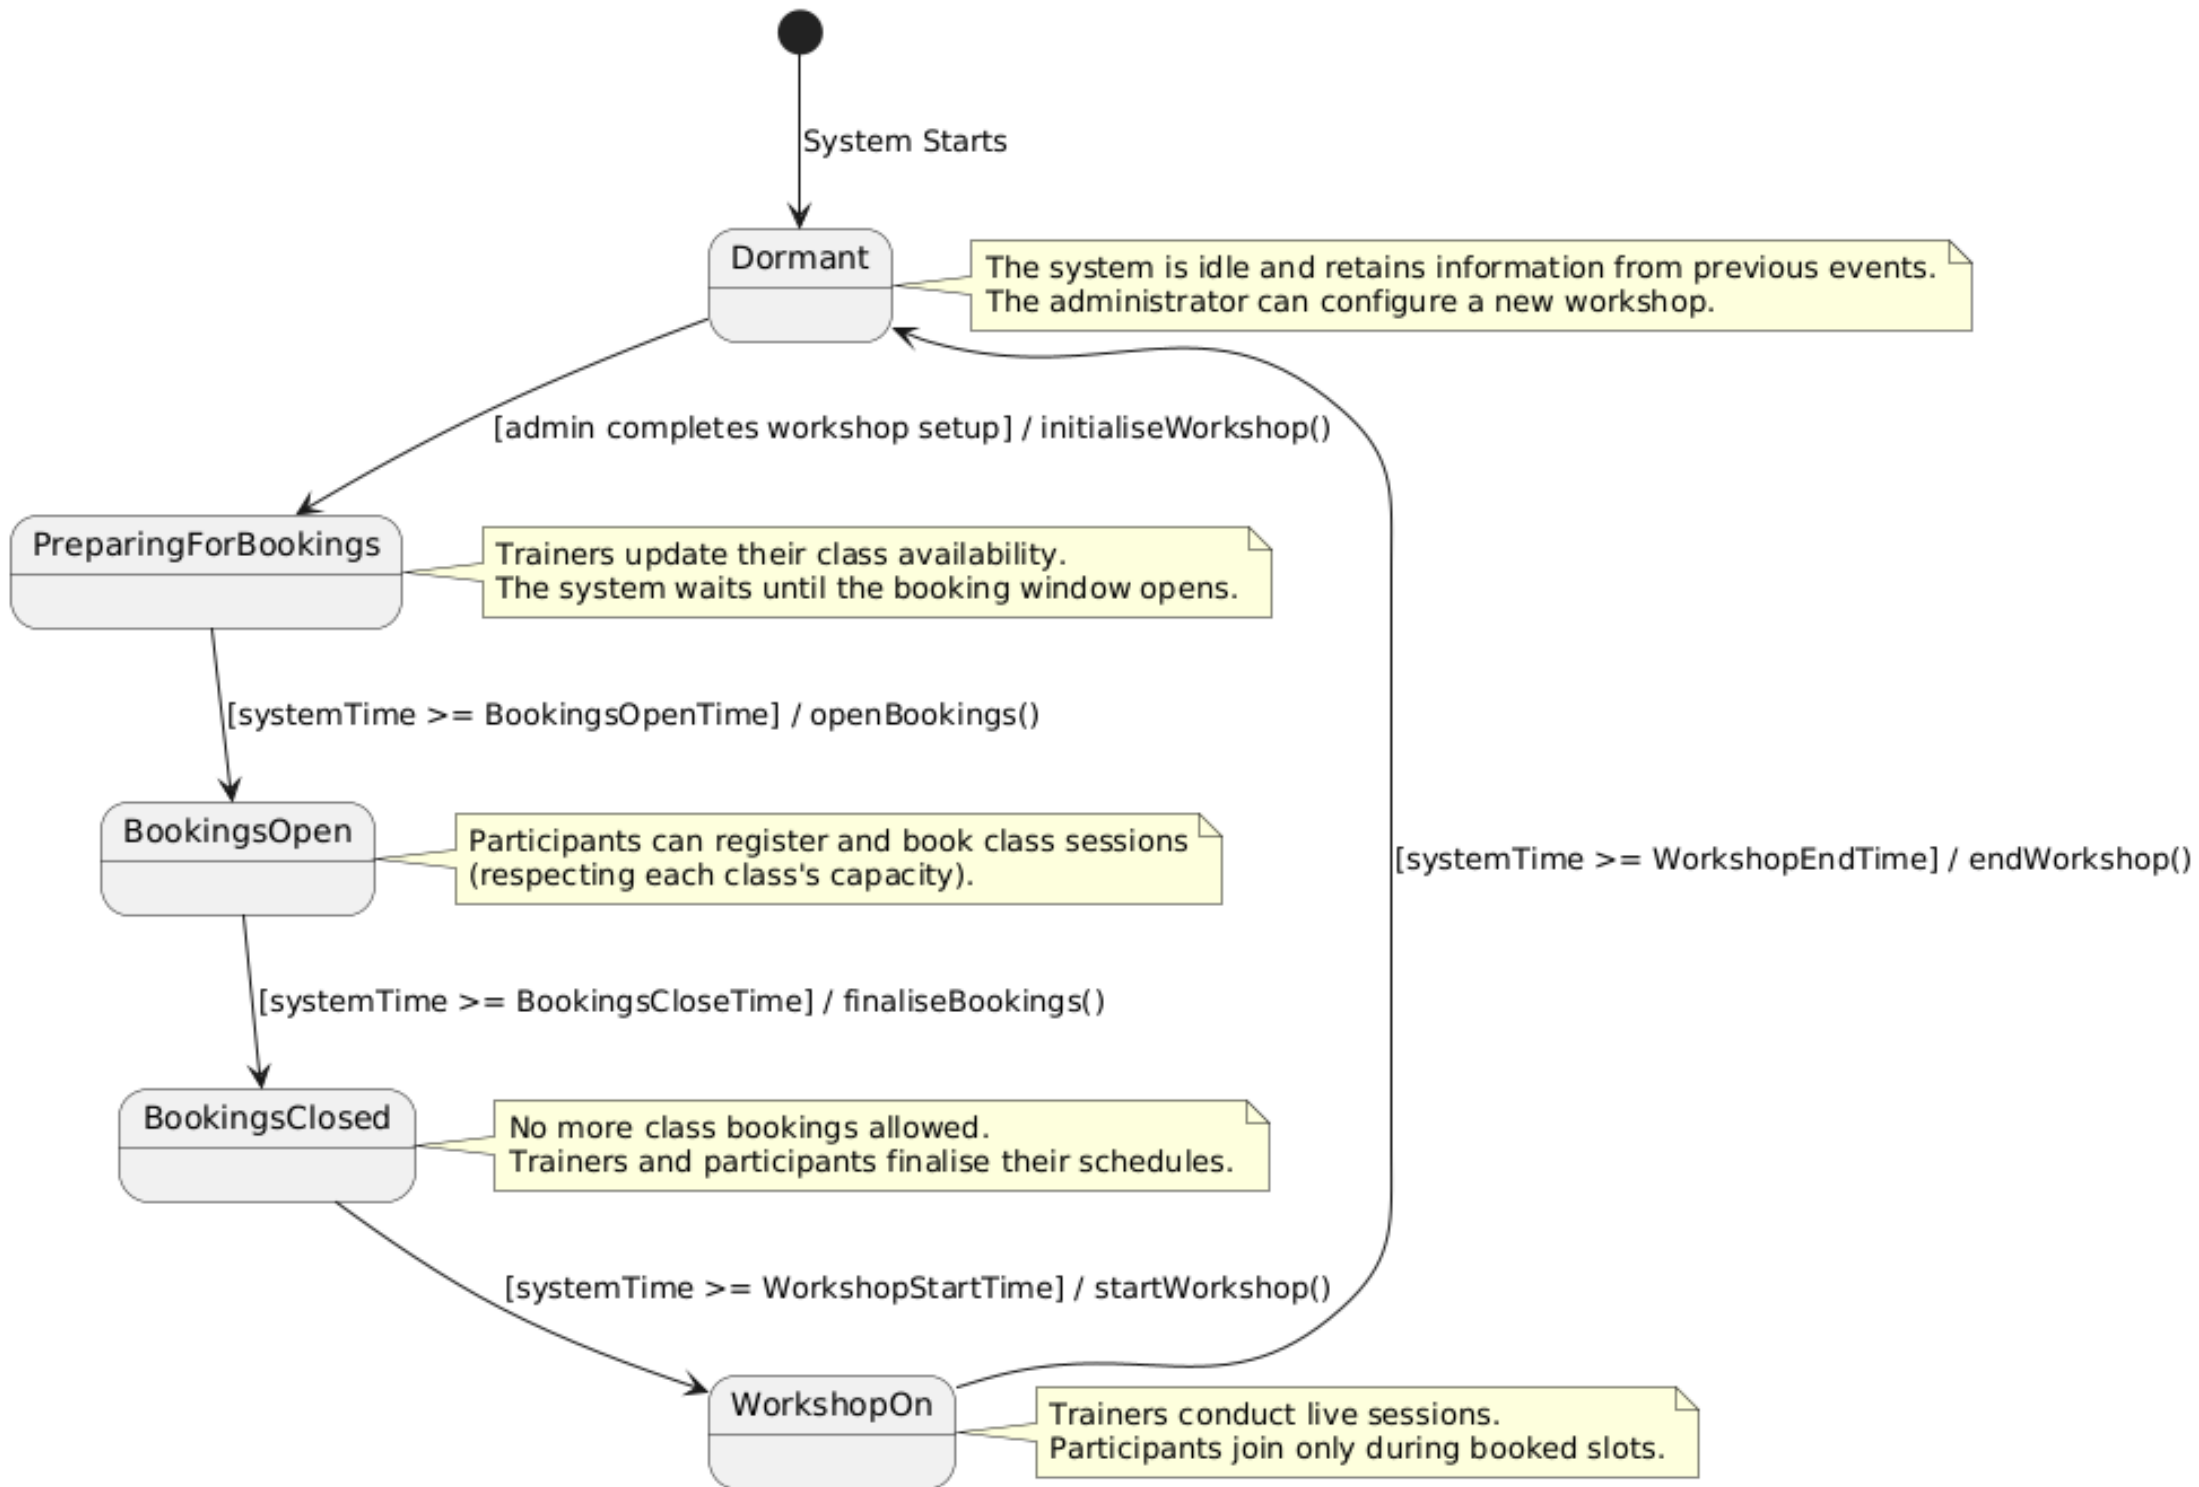 System Starts
Dormant
The system is idle and retains information from previous events.
The administrator can configure a new workshop.
[admin completes workshop setup] / initialiseWorkshop()
PreparingForBookings
Trainers update their class availability.
The system waits until the booking window opens.
[systemTime >= BookingsOpenTime] / openBookings()
BookingsOpen
Participants can register and book class sessions
(respecting each class's capacity).
[systemTime >= WorkshopEndTime] / endWorkshop()
[systemTime >= BookingsCloseTime] / finaliseBookings()
BookingsClosed
No more class bookings allowed.
Trainers and participants finalise their schedules.
[systemTime >= WorkshopStartTime] / startWorkshop()
WorkshopOn
Trainers conduct live sessions.
Participants join only during booked slots.